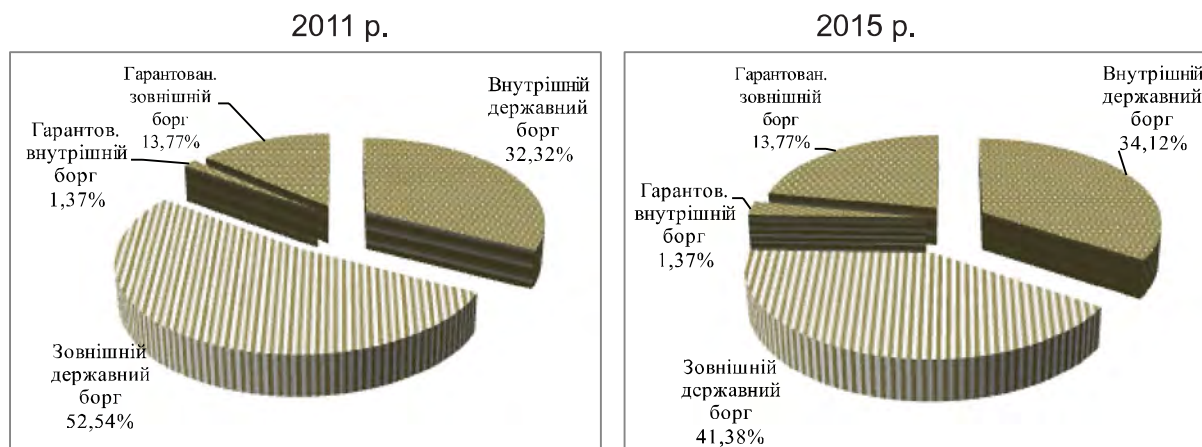 2011 р.
Гарантован.
зовнішній
борг
13,77%
Внутрішній
державний
борг
32,32%
Гарантов.
внутрішній
борг
1,37%
Зовнішній
державний
борг
52,54%
2015 р.
Гарантован.
зовнішній
борг
13,77%
Внутрішній
державний
борг
34,12%
Гарантов.
внутрішній
борг
1,37%
Зовнішній
державний
борг
41,38%